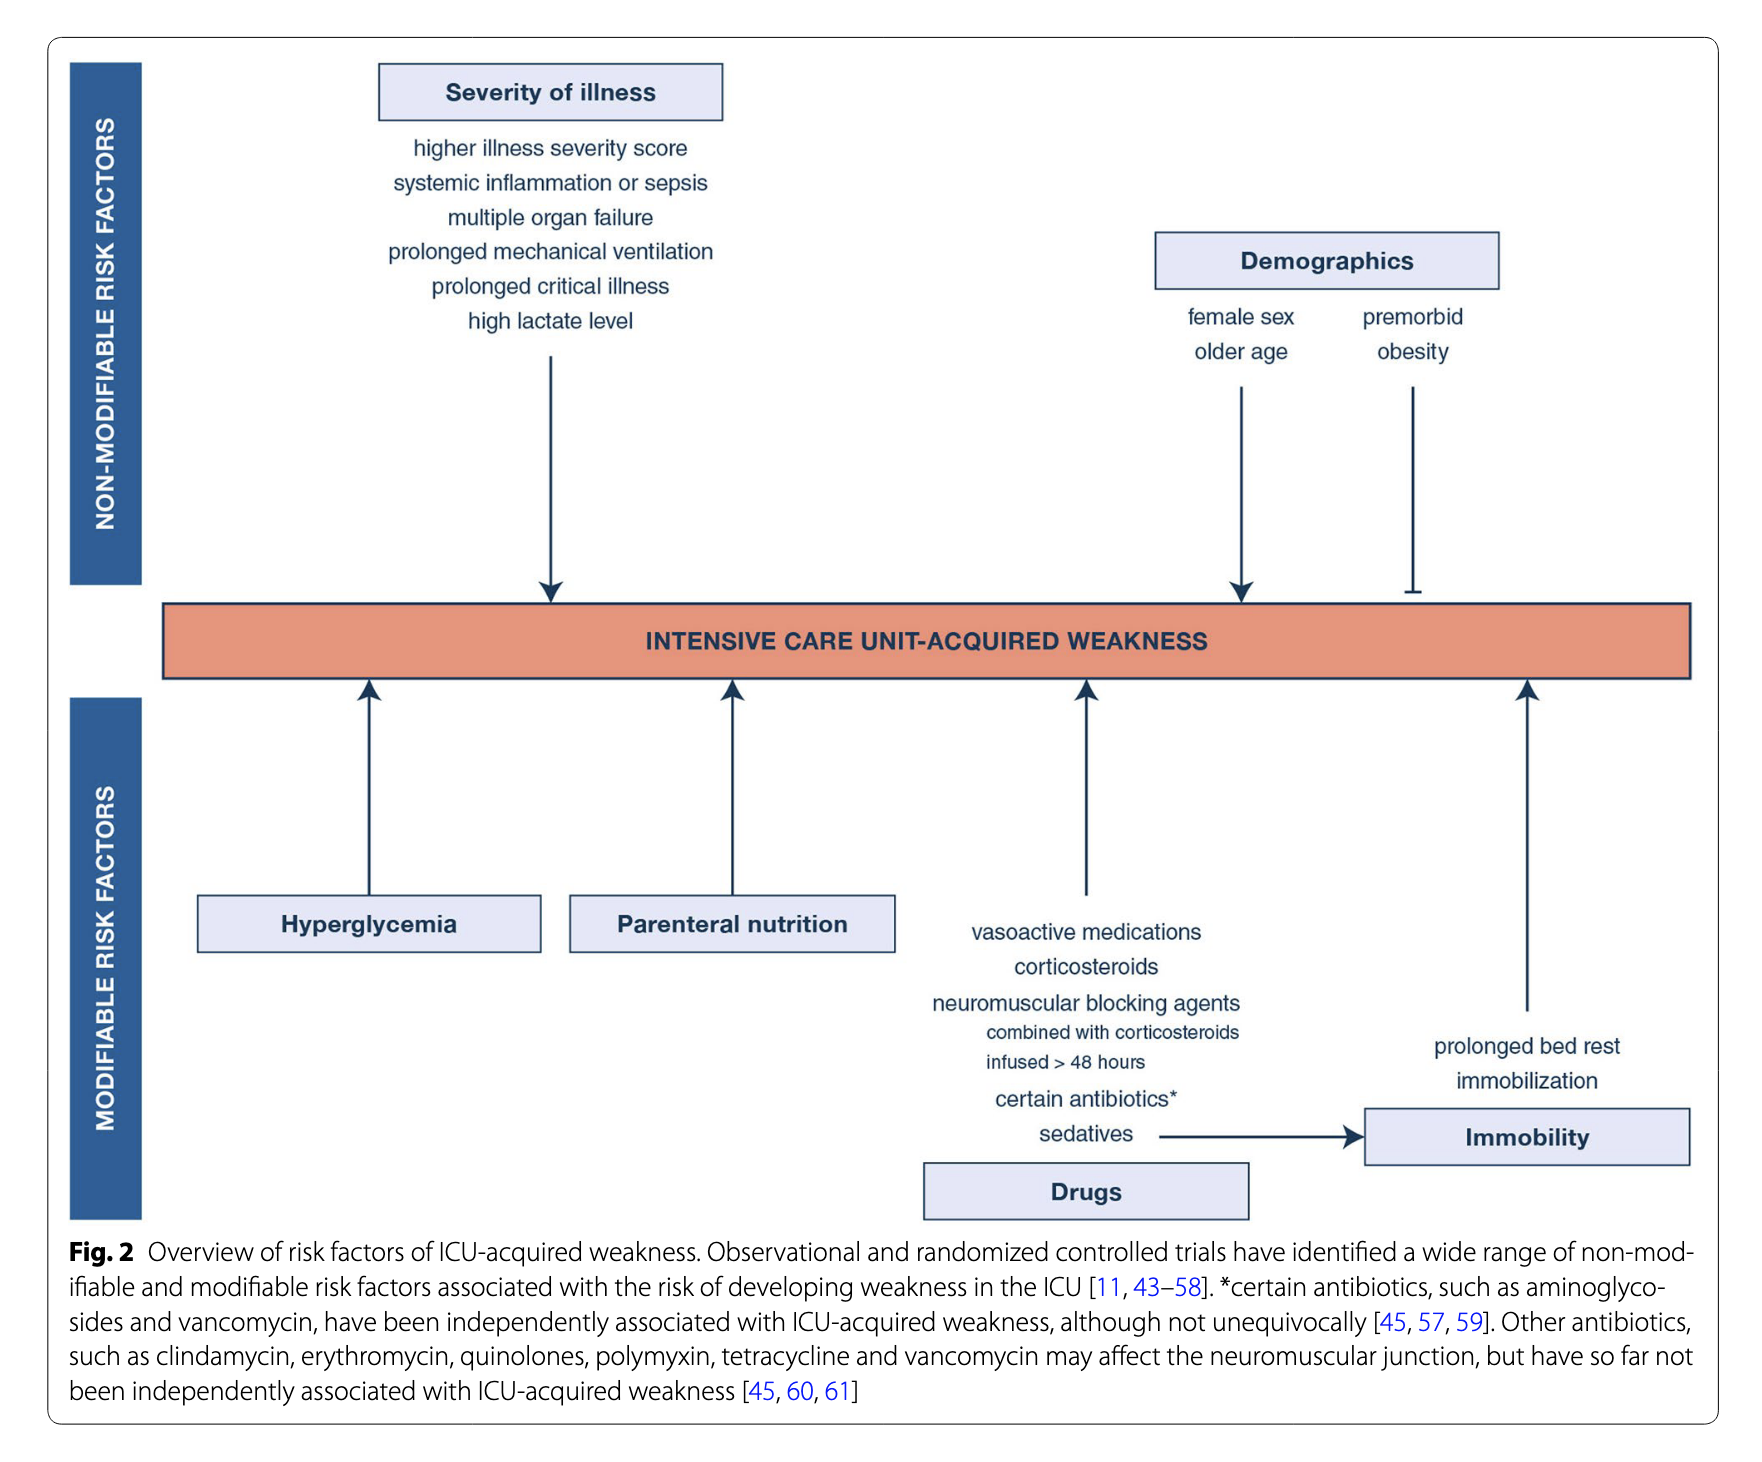 NON-MODIFIABLE RISK FACTORS
Severity of illness
higher illness severity score
systemic inflammation or sepsis
multiple organ failure
prolonged mechanical ventilation
prolonged critical illness
high lactate level
Demographics
female sex
older age
premorbid
obesity
INTENSIVE CARE UNIT-ACQUIRED WEAKNESS
MODIFIABLE RISK FACTORS
Hyperglycemia
Parenteral nutrition
vasoactive medications
corticosteroids
neuromuscular blocking agents
combined with corticosteroids
infused > 48 hours
certain antibiotics*
sedatives
Drugs
prolonged bed rest
immobilization
Immobility
Fig. 2 Overview of risk factors of ICU-acquired weakness. Observational and randomized controlled trials have identified a wide range of non-mod-
ifiable and modifiable risk factors associated with the risk of developing weakness in the ICU [11, 43–58]. *certain antibiotics, such as aminoglyco-
sides and vancomycin, have been independently associated with ICU-acquired weakness, although not unequivocally [45, 57, 59]. Other antibiotics,
such as clindamycin, erythromycin, quinolones, polymyxin, tetracycline and vancomycin may affect the neuromuscular junction, but have so far not
been independently associated with ICU-acquired weakness [45, 60, 61]